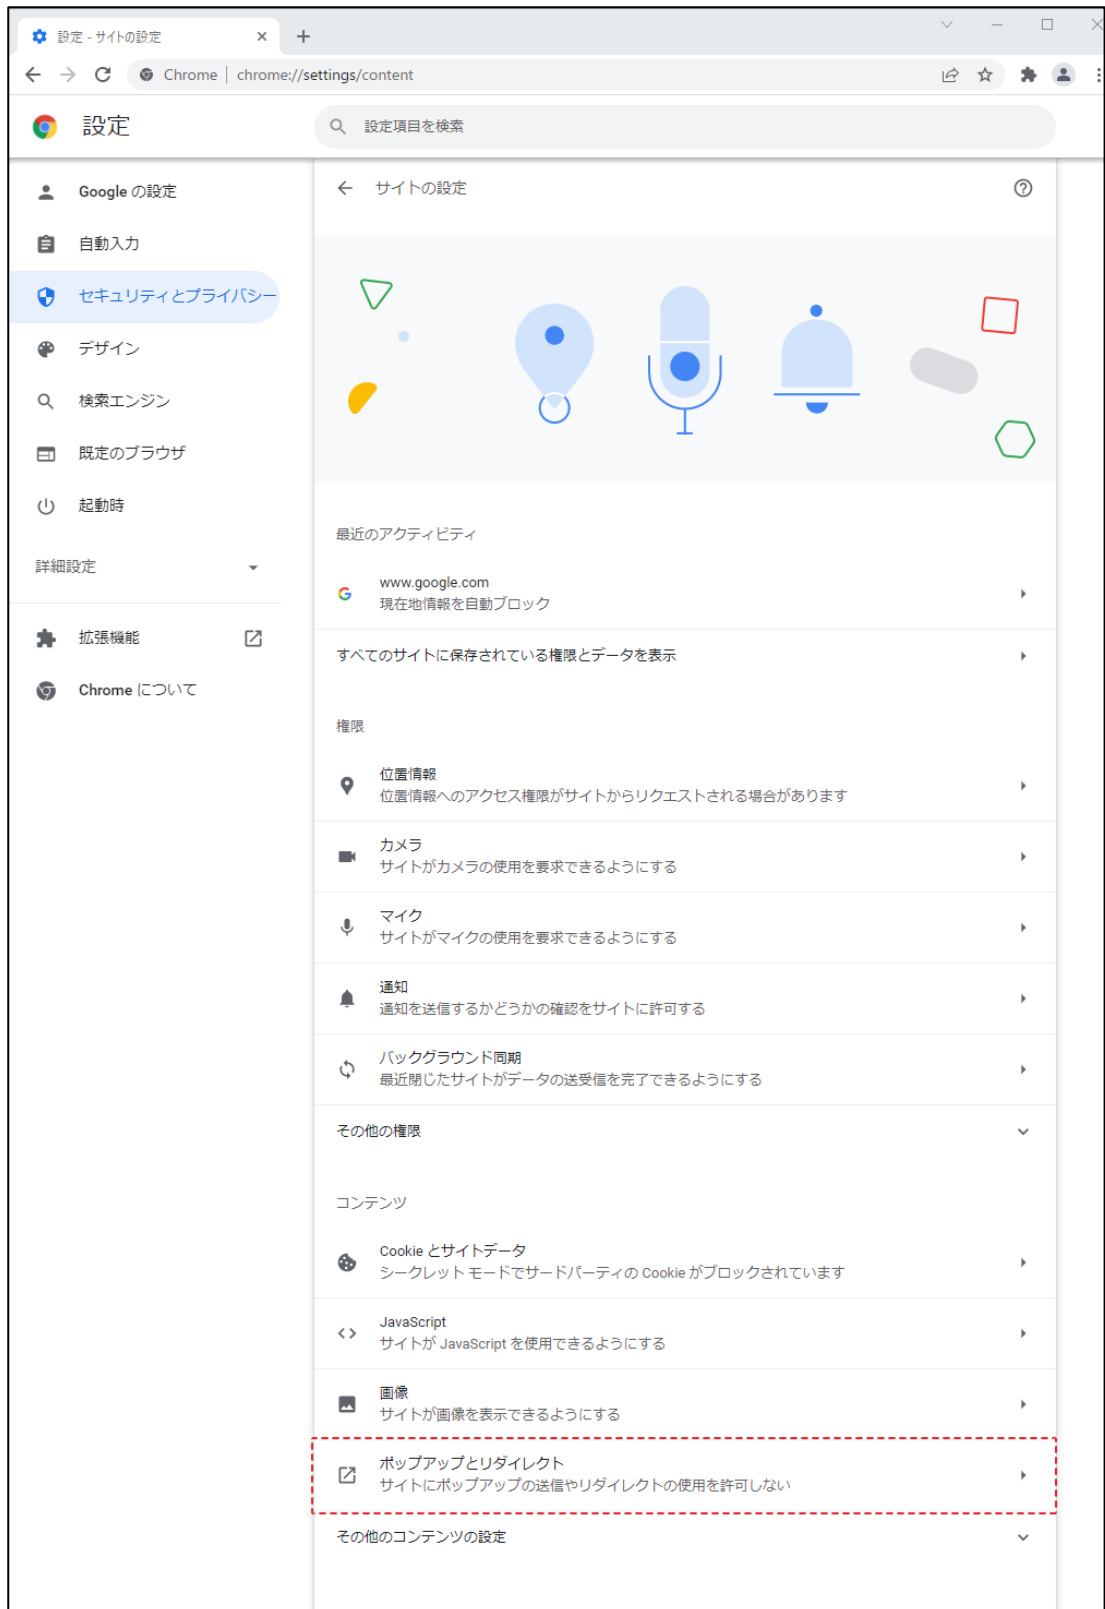 設定 - サイトの設定
Chrome | chrome://settings/content
設定
設定項目を検索
Google の設定
自動入力
セキュリティとプライバシー
デザイン
検索エンジン
既定のブラウザ
起動時
詳細設定
拡張機能
Chrome について
サイトの設定
最近のアクティビティ
www.google.com
現在地情報を自動ブロック
すべてのサイトに保存されている権限とデータを表示
権限
位置情報
位置情報へのアクセス権限がサイトからリクエストされる場合があります
カメラ
サイトがカメラの使用を要求できるようにする
マイク
サイトがマイクの使用を要求できるようにする
通知
通知を送信するかどうかの確認をサイトに許可する
バックグラウンド同期
最近閉じたサイトがデータの送受信を完了できるようにする
その他の権限
コンテンツ
Cookie とサイトデータ
シークレット モードでサードパーティの Cookie がブロックされています
JavaScript
サイトが JavaScript を使用できるようにする
画像
サイトが画像を表示できるようにする
ポップアップとリダイレクト
サイトにポップアップの送信やリダイレクトの使用を許可しない
その他のコンテンツの設定